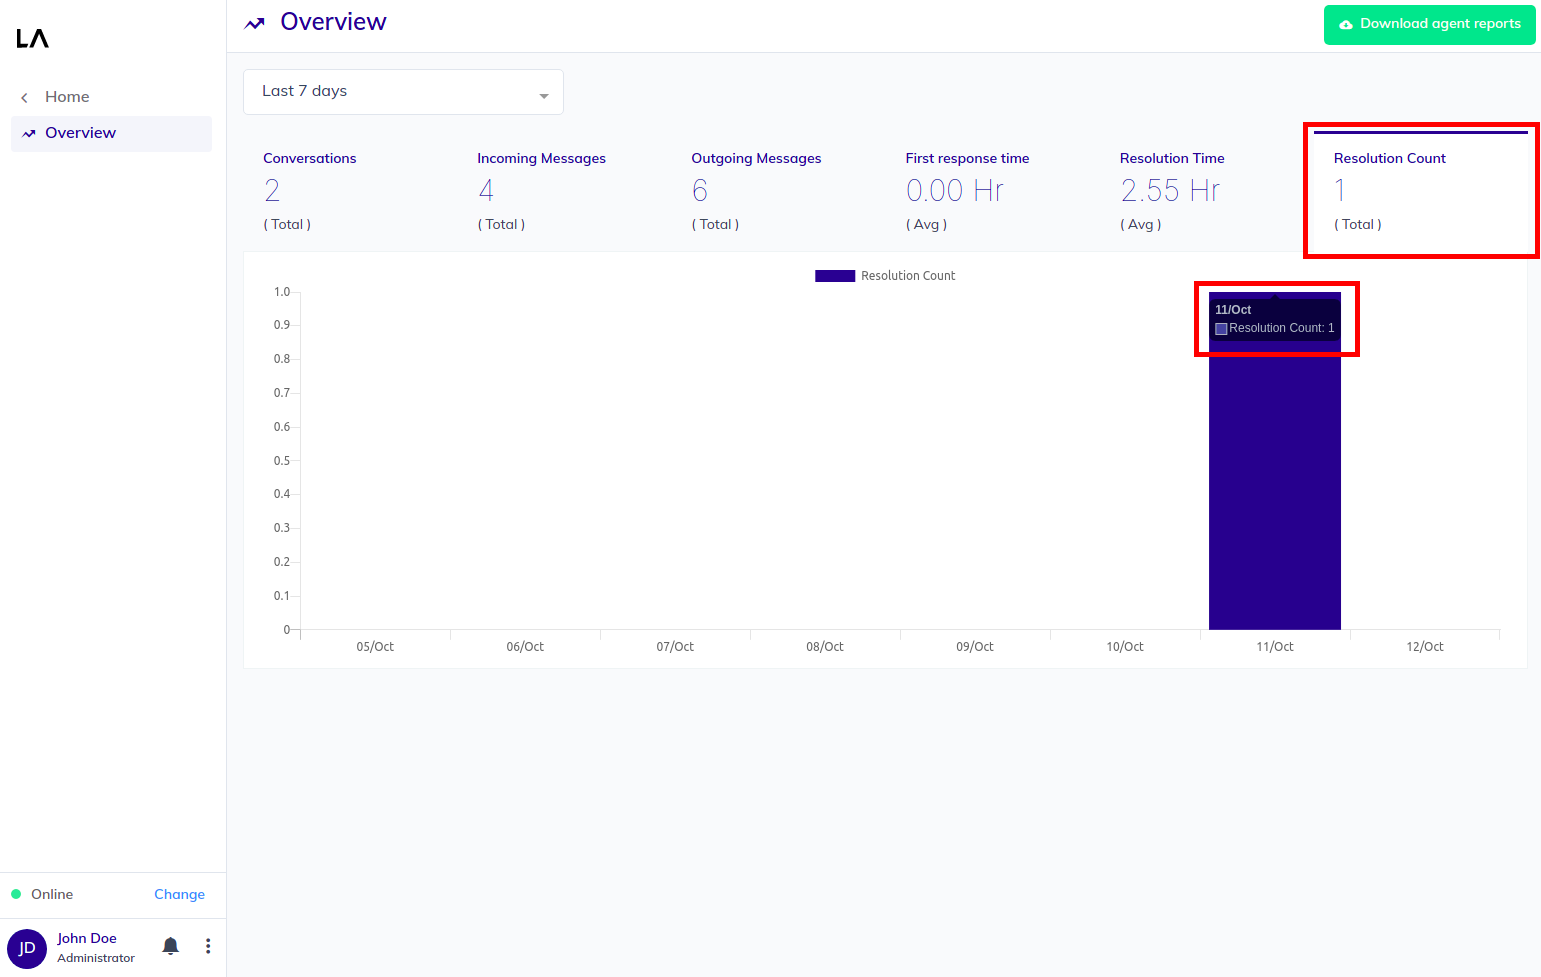 LA
Overview
Download agent reports
Home
Overview
Last 7 days
Conversations
2
( Total )
Incoming Messages
4
( Total )
Outgoing Messages
6
( Total )
First response time
0.00 Hr
( Avg )
Resolution Time
2.55 Hr
( Avg )
Resolution Count
1
( Total )
Resolution Count
1.0
0.9
0.8
0.7
0.6
0.5
0.4
0.3
0.2
0.1
0
11/Oct
Resolution Count: 1
05/Oct 06/Oct 07/Oct 08/Oct 09/Oct 10/Oct 11/Oct 12/Oct
Online Change
JD
John Doe
Administrator